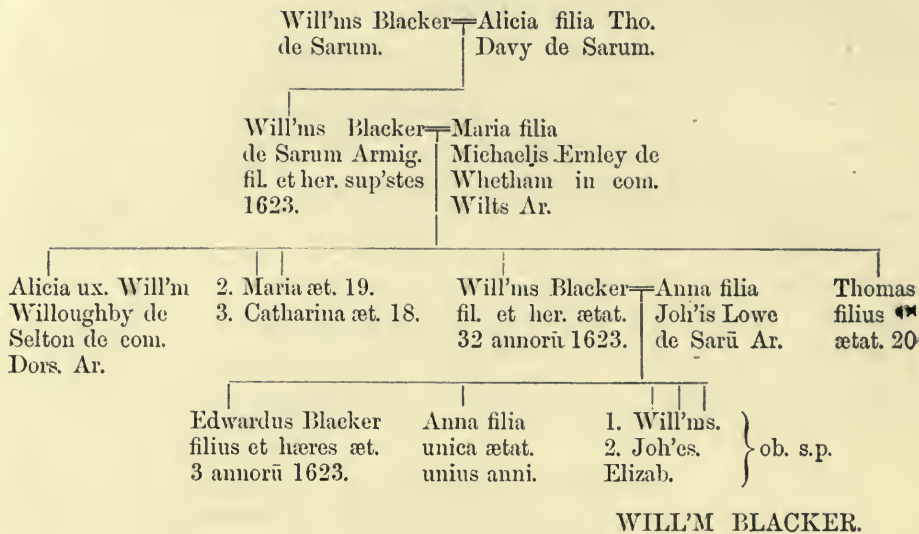 Will'ms Blacker
de Sarum.
Alicia filia Tho.
Davy de Sarum.
Will'ms Blacker
de Sarum Armig.
fil. et her. sup'stes
1623.
Maria filia
Michaelis Ernley de
Whetham in com.
Wilts Ar.
Alicia ux. Will'm
Willoughby de
Selton de com.
Dors. Ar.
2. Maria æt. 19.
3. Catharina æt. 18.
Will'ms Blacker
fil. et her. ætat.
32 annorū 1623.
Anna filia
Joh'is Lowe
de Sarū Ar.
Thomas
filius
ætat. 20
Edwardus Blacker
filius et hæres æt.
3 annorū 1623.
Anna filia
unica ætat.
unius anni.
1. Will'ms.
2. Joh'es.
Elizab.
ob. s.p.
WILL'M BLACKER.